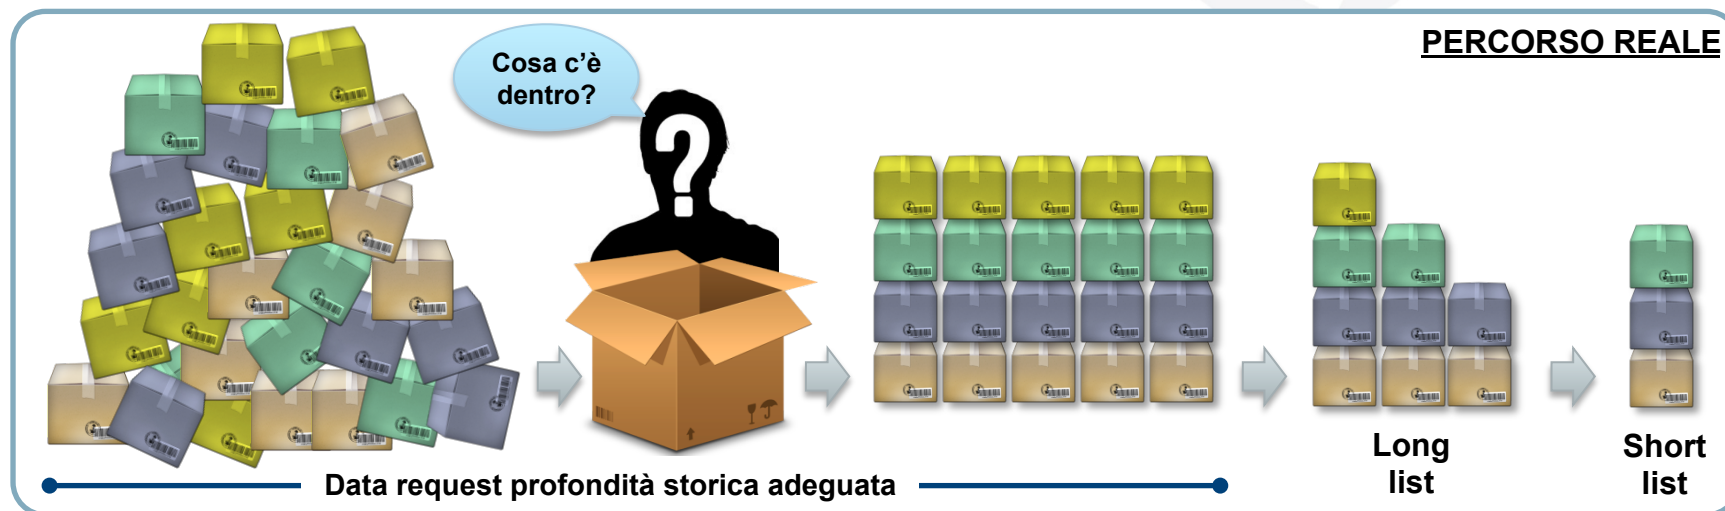 PERCORSO REALE
Cosa c'è
dentro?
?
Data request profondità storica adeguata
Long
list
Short
list